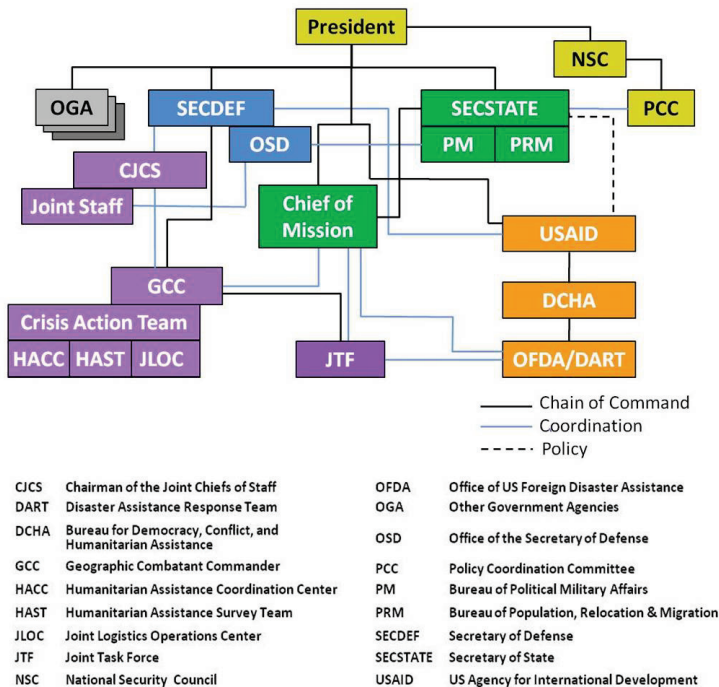 President
NSC
OGA
SECDEF
SECSTATE
PCC
OSD
PM
PRM
CJCS
Joint Staff
Chief of
Mission
USAID
GCC
DCHA
Crisis Action Team
HACC
HAST
JLOC
JTF
OFDA/DART
Chain of Command
Coordination
Policy
CJCS Chairman of the Joint Chiefs of Staff
DART Disaster Assistance Response Team
DCHA Bureau for Democracy, Conflict, and
Humanitarian Assistance
GCC Geographic Combatant Commander
HACC Humanitarian Assistance Coordination Center
HAST Humanitarian Assistance Survey Team
JLOC Joint Logistics Operations Center
JTF Joint Task Force
NSC National Security Council
OFDA Office of US Foreign Disaster Assistance
OGA Other Government Agencies
OSD Office of the Secretary of Defense
PCC Policy Coordination Committee
PM Bureau of Political Military Affairs
PRM Bureau of Population, Relocation & Migration
SECDEF Secretary of Defense
SECSTATE Secretary of State
USAID US Agency for International Development